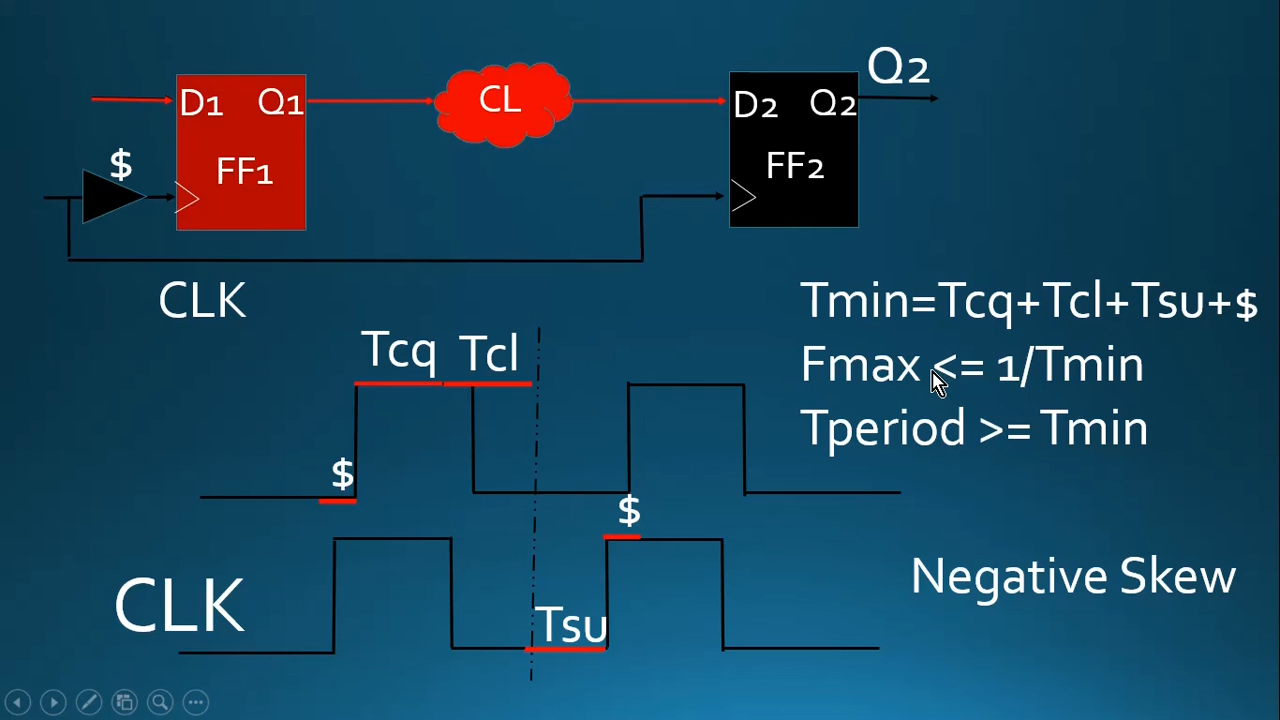 Q2
D1 Q1
CL
D2 Q2
$
FF1
FF2
CLK
Tmin=Tcq+Tcl+Tsu+$
Tcq Tcl
Fmax <= 1/Tmin
Tperiod >= Tmin
$
$
Negative Skew
CLK
Tsu